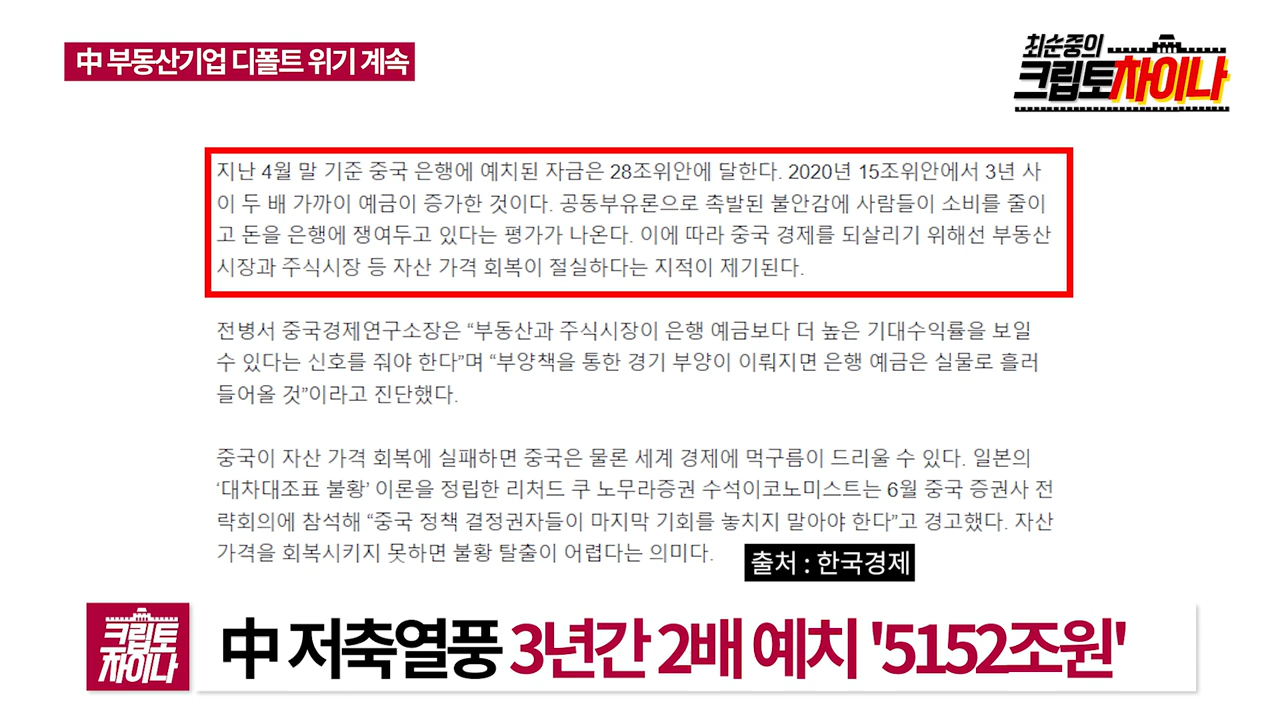 中 부동산기업 디폴트 위기 계속
최순중의
크립토차이나
지난 4월 말 기준 중국 은행에 예치된 자금은 28조위안에 달한다. 2020년 15조위안에서 3년 사
이 두 배 가까이 예금이 증가한 것이다. 공동부유론으로 촉발된 불안감에 사람들이 소비를 줄이
고 돈을 은행에 쟁여두고 있다는 평가가 나온다. 이에 따라 중국 경제를 되살리기 위해선 부동산
시장과 주식시장 등 자산 가격 회복이 절실하다는 지적이 제기된다.
전병서 중국경제연구소장은 “부동산과 주식시장이 은행 예금보다 더 높은 기대수익률을 보일
수 있다는 신호를 줘야 한다”며 “부양책을 통한 경기 부양이 이뤄지면 은행 예금은 실물로 흘러
들어올 것”이라고 진단했다.
중국이 자산 가격 회복에 실패하면 중국은 물론 세계 경제에 먹구름이 드리울 수 있다. 일본의
‘대차대조표 불황’ 이론을 정립한 리처드 쿠 노무라증권 수석이코노미스트는 6월 중국 증권사 전
략회의에 참석해 “중국 정책 결정권자들이 마지막 기회를 놓치지 말아야 한다”고 경고했다. 자산
가격을 회복시키지 못하면 불황 탈출이 어렵다는 의미다.
출처 : 한국경제
크립토
차이나
中 저축열풍 3년간 2배 예치 '5152조원'